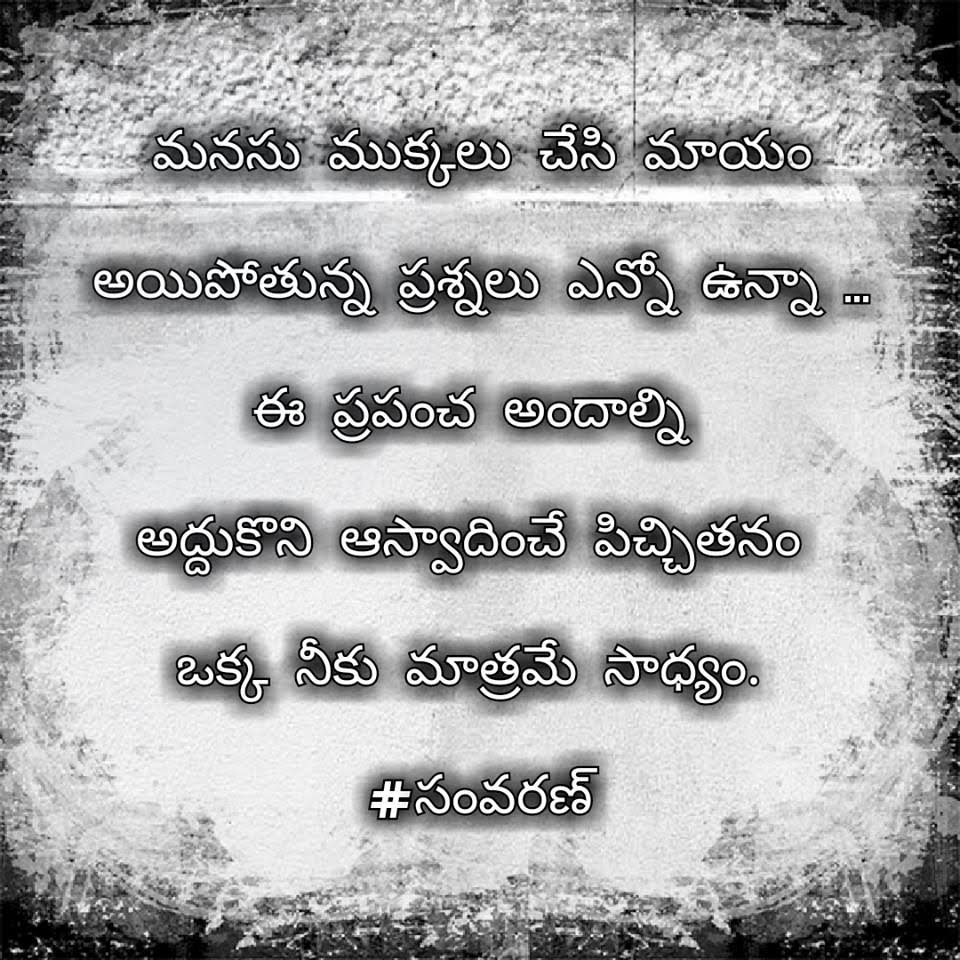 మనసు ముక్కలు చేసి మాయం
అయిపోతున్న ప్రశ్నలు ఎన్నో ఉన్నా ...
ఈ ప్రపంచ అందాల్ని
అద్దుకొని ఆస్వాదించే పిచ్చితనం
ఒక్క నీకు మాత్రమే సాధ్యం.
#సంవరణ్